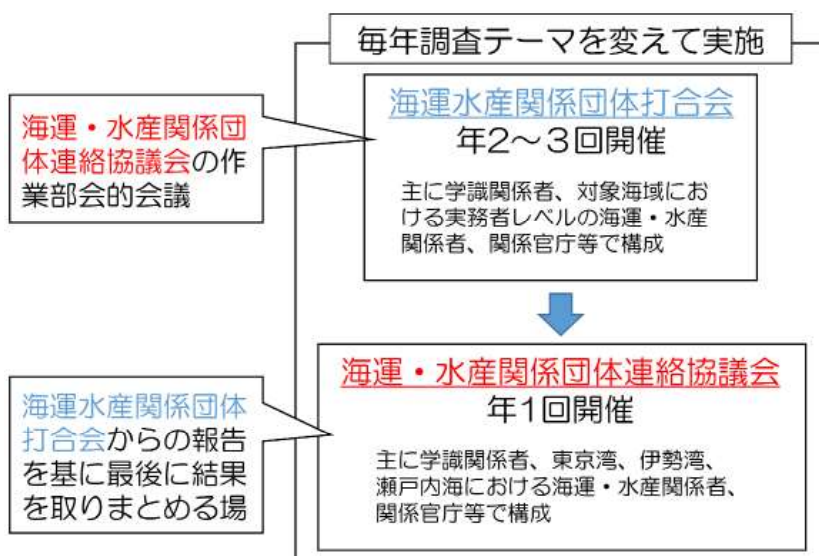 毎年調査テーマを変えて実施
海運・水産関係団
体連絡協議会の作
業部会的会議
海運水産関係団体打合会
年2～3回開催
主に学識関係者、対象海域にお
ける実務者レベルの海運・水産
関係者、関係官庁等で構成
海運水産関係団体
打合会からの報告
を基に最後に結果
を取りまとめる場
海運・水産関係団体連絡協議会
年1回開催
主に学識関係者、東京湾、伊勢湾、
瀬戸内海における海運・水産関係者、
関係官庁等で構成